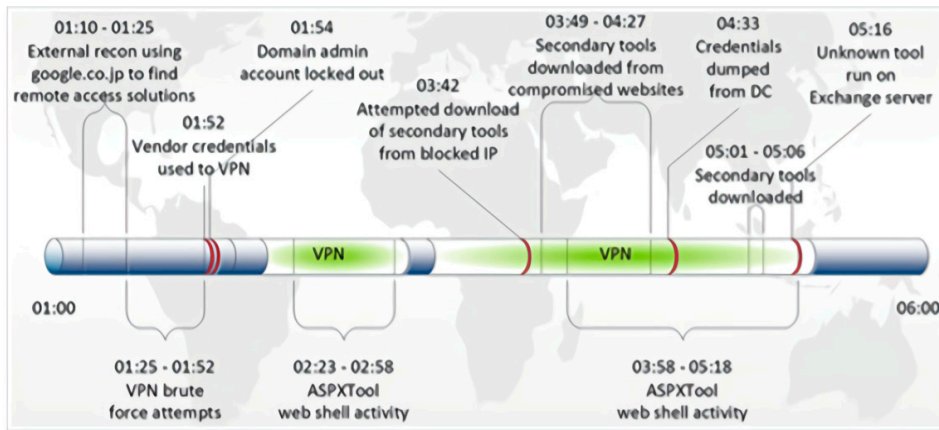 01:10 - 01:25
External recon using
google.co.jp to find
remote access solutions
01:54
Domain admin
account locked out
01:52
Vendor credentials
used to VPN
03:42
Attempted download
of secondary tools
from blocked IP
03:49 - 04:27
Secondary tools
downloaded from
compromised websites
04:33
Credentials
dumped
from DC
05:01 - 05:06
Secondary tools
downloaded
05:16
Unknown tool
run on
Exchange server
VPN
VPN
01:00
06:00
01:25 - 01:52
VPN brute
force attempts
02:23 - 02:58
ASPXTool
web shell activity
03:58 - 05:18
ASPXTool
web shell activity